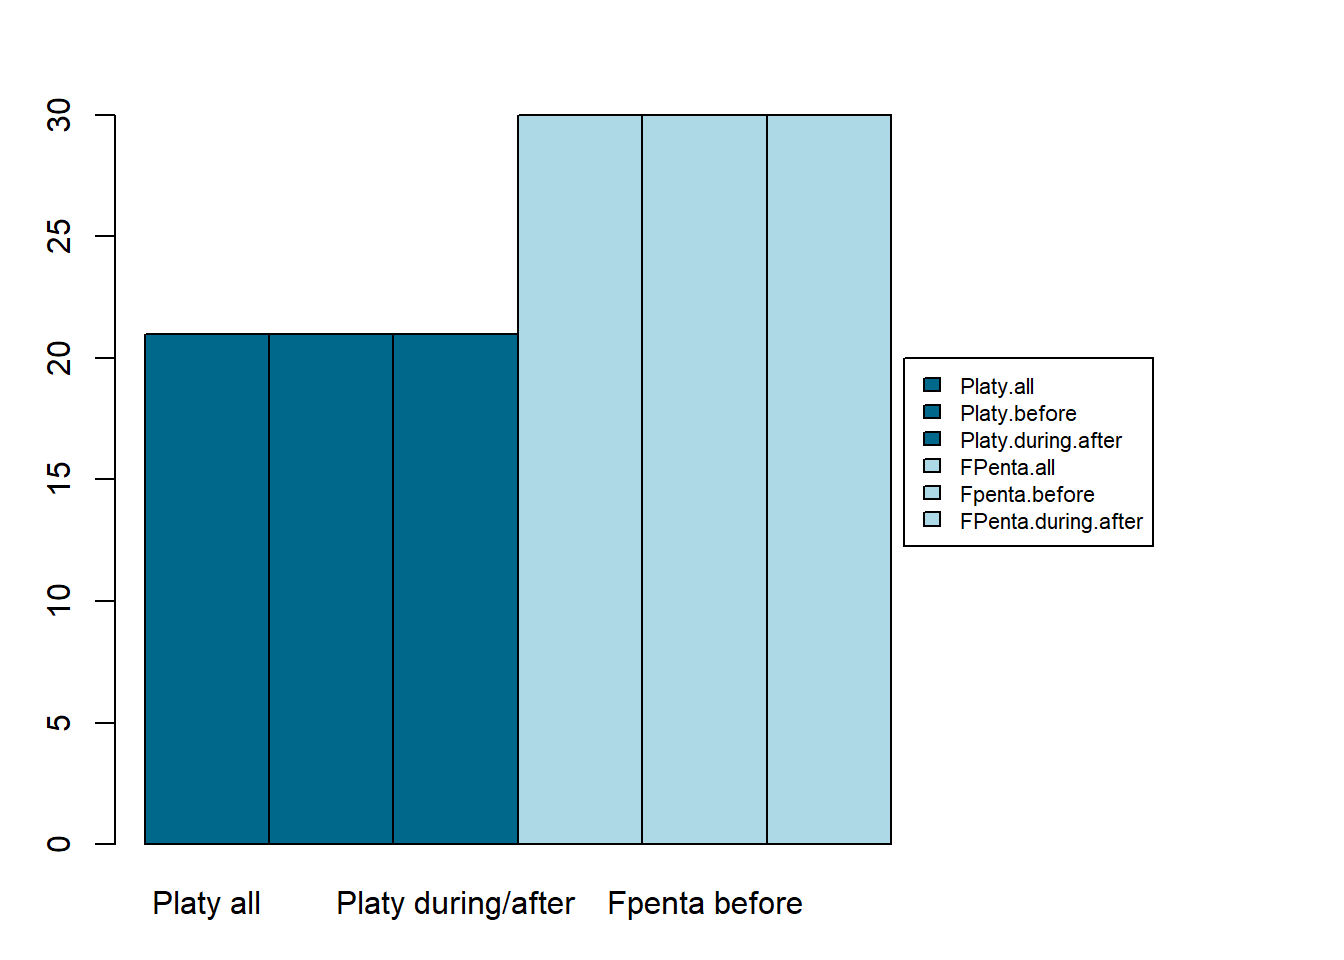 30
25
20
15
10
5
0
Platy all
Platy during/after
Fpenta before
Platy.all
Platy.before
Platy.during.after
FPenta.all
Fpenta.before
FPenta.during.after